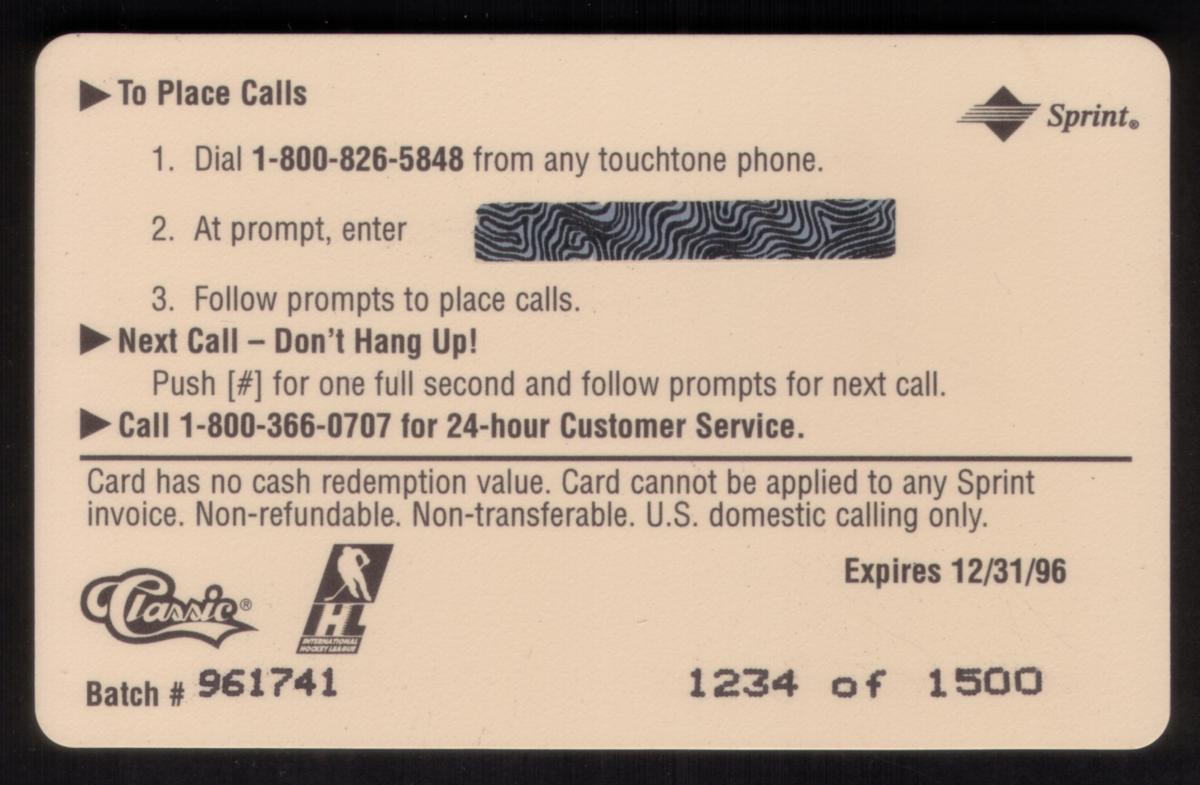 ▶ To Place Calls
Sprint®
1. Dial 1-800-826-5848 from any touchtone phone.
2. At prompt, enter
3. Follow prompts to place calls.
▶ Next Call – Don't Hang Up!
Push [#] for one full second and follow prompts for next call.
▶ Call 1-800-366-0707 for 24-hour Customer Service.
Card has no cash redemption value. Card cannot be applied to any Sprint
invoice. Non-refundable. Non-transferable. U.S. domestic calling only.
Expires 12/31/96
Classic®
IHL
INTERNATIONAL
HOCKEY LEAGUE
Batch # 961741
1234 of 1500